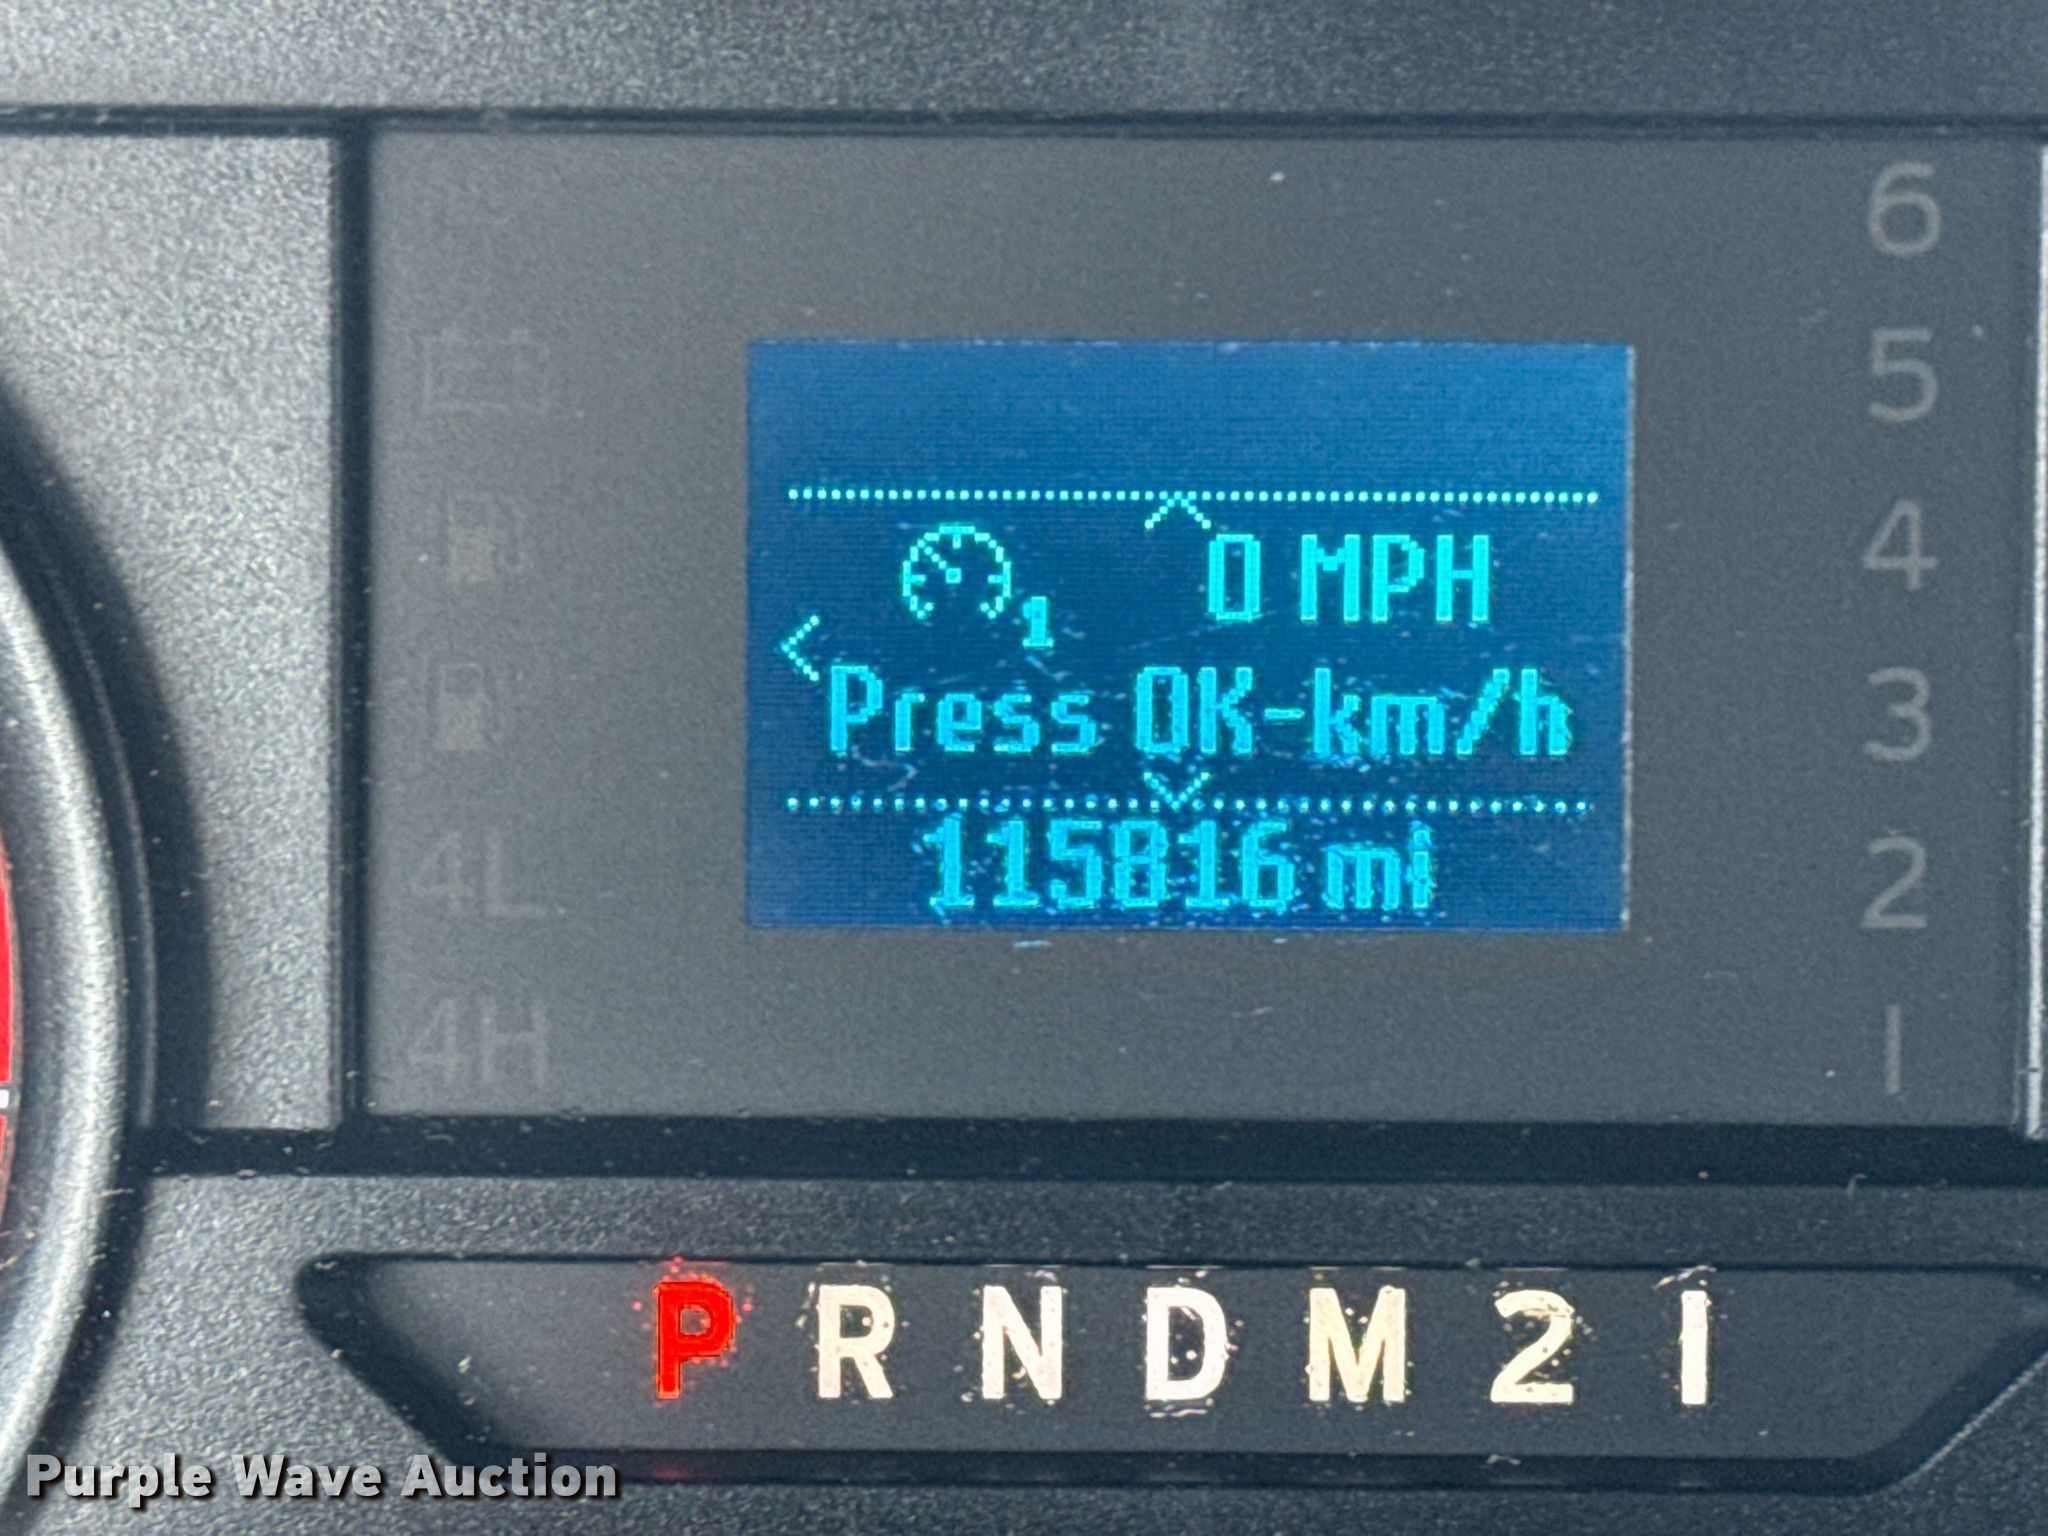 6
5
4
3
2
1
0 MPH
1
Press OK-km/h
115816 mi
4L
4H
P R N D M 2 1
Purple Wave Auction